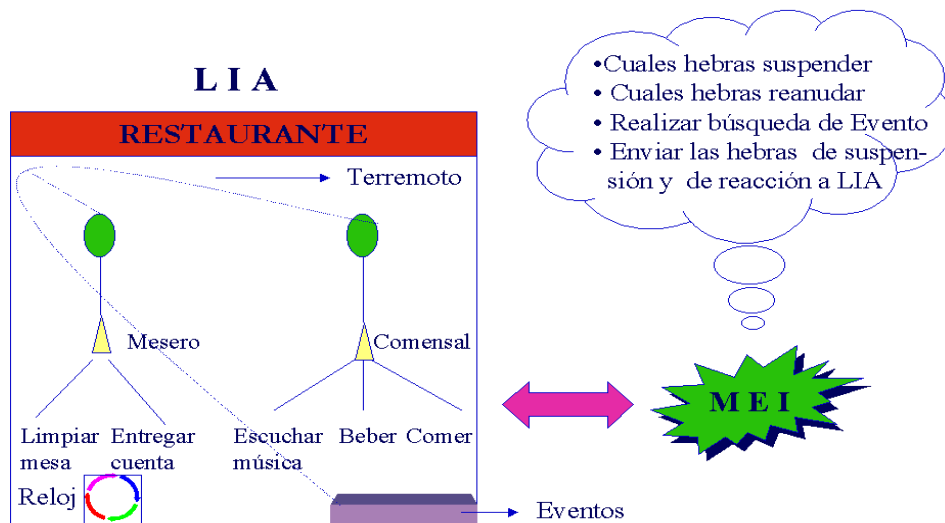 L I A
RESTAURANTE
Terremoto
Mesero
Comensal
Limpiar
mesa
Entregar
cuenta
Escuchar
música
Beber
Comer
Reloj
Eventos
•Cuales hebras suspender
• Cuales hebras reanudar
• Realizar búsqueda de Evento
• Enviar las hebras de suspen-
sión y de reacción a LIA
M E I